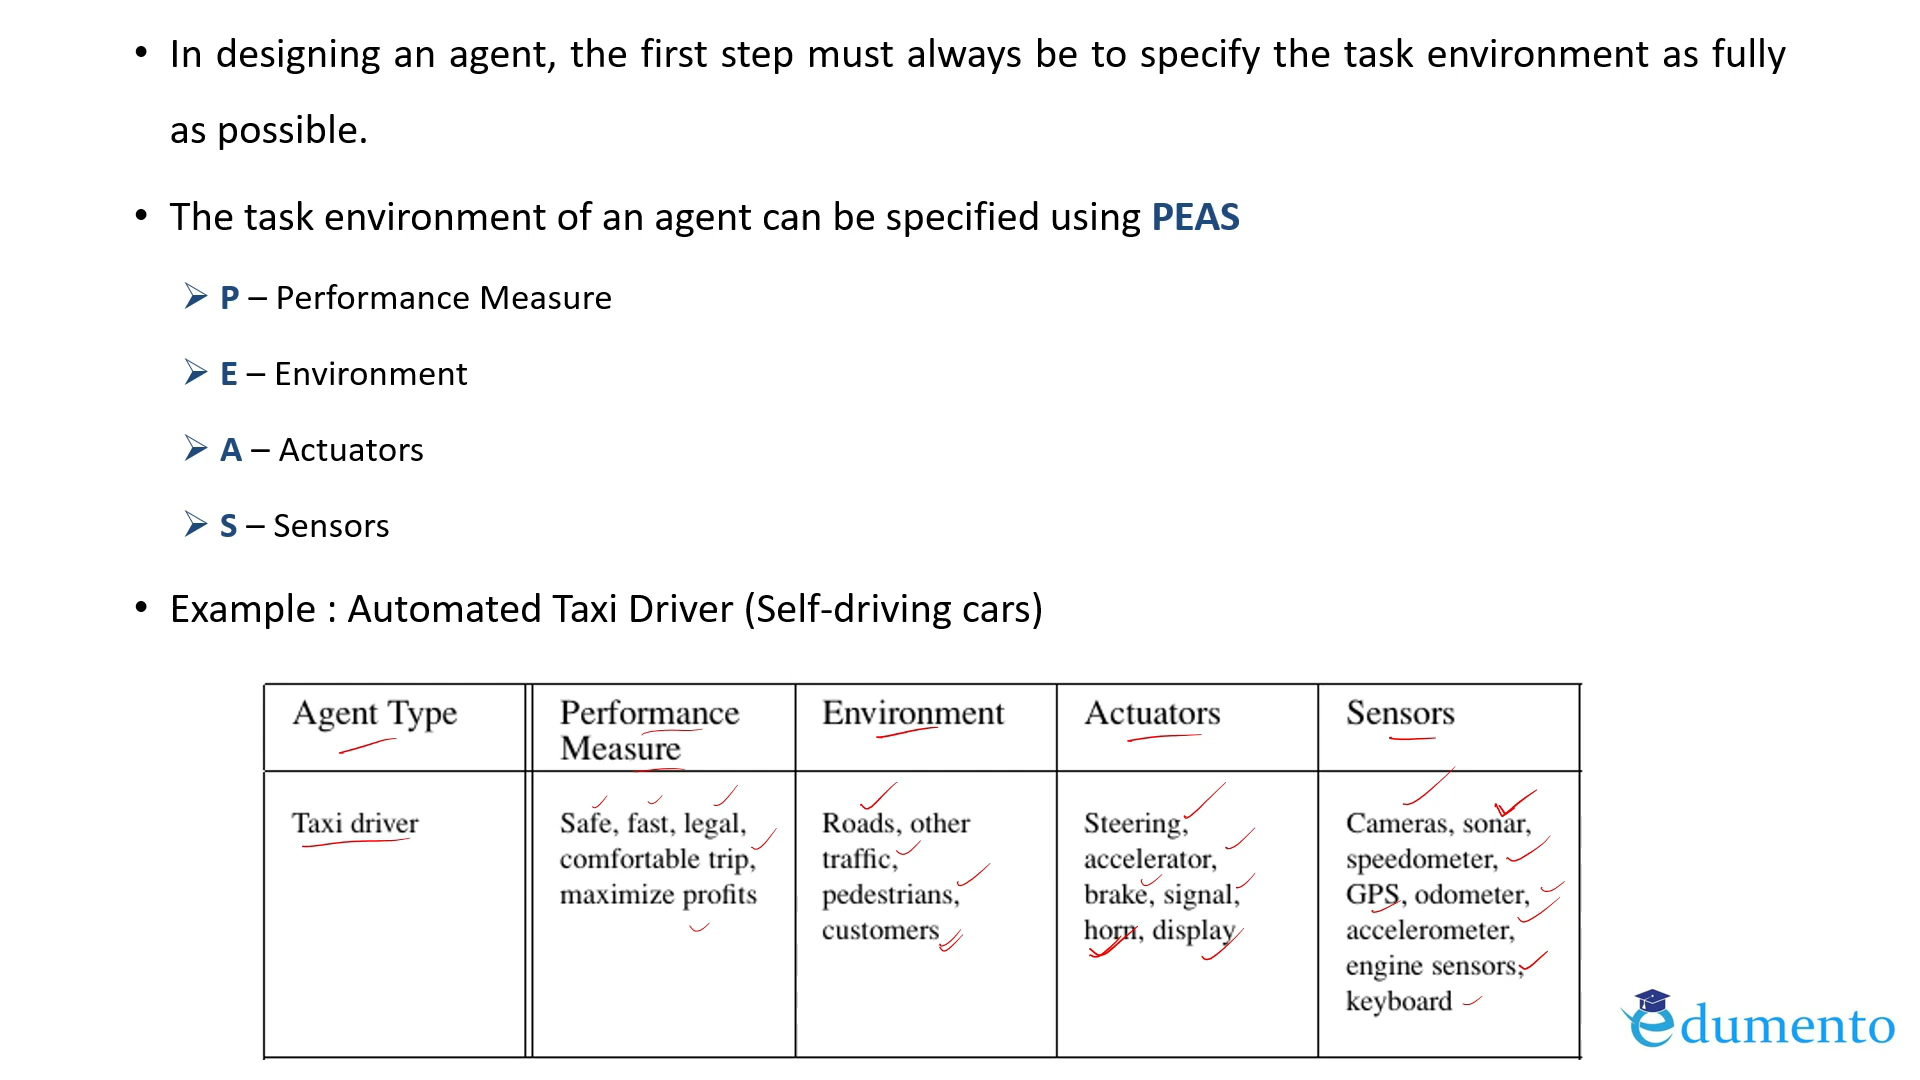 • In designing an agent, the first step must always be to specify the task environment as fully
as possible.
• The task environment of an agent can be specified using PEAS
➢ P – Performance Measure
➢ E – Environment
➢ A – Actuators
➢ S – Sensors
• Example : Automated Taxi Driver (Self-driving cars)
Agent Type
Performance
Measure
Environment
Actuators
Sensors
Taxi driver
Safe, fast, legal,
comfortable trip,
maximize profits
Roads, other
traffic,
pedestrians,
customers
Steering,
accelerator,
brake, signal,
horn, display
Cameras, sonar,
speedometer,
GPS, odometer,
accelerometer,
engine sensors,
keyboard
edumento